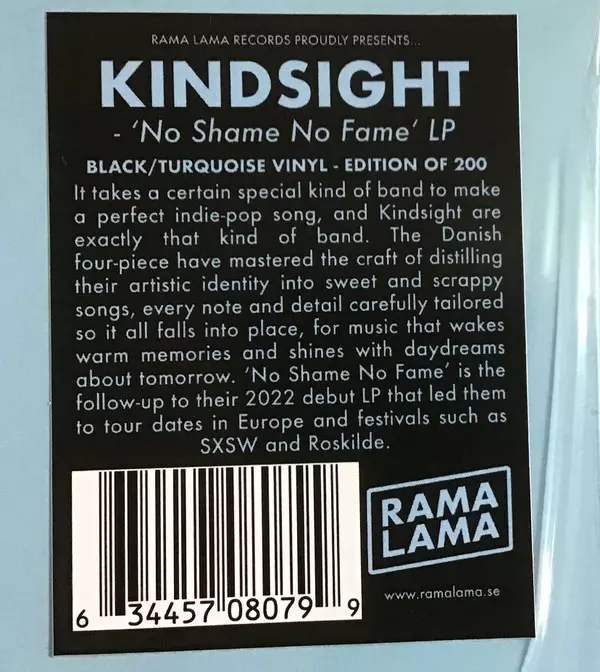 RAMA LAMA RECORDS PROUDLY PRESENTS...
KINDSIGHT
- 'No Shame No Fame' LP
BLACK/TURQUOISE VINYL - EDITION OF 200
It takes a certain special kind of band to make
a perfect indie-pop song, and Kindsight are
exactly that kind of band. The Danish
four-piece have mastered the craft of distilling
their artistic identity into sweet and scrappy
songs, every note and detail carefully tailored
so it all falls into place, for music that wakes
warm memories and shines with daydreams
about tomorrow. 'No Shame No Fame' is the
follow-up to their 2022 debut LP that led them
to tour dates in Europe and festivals such as
SXSW and Roskilde.
RAMA
LAMA
www.ramalama.se
6 34457 08079 9